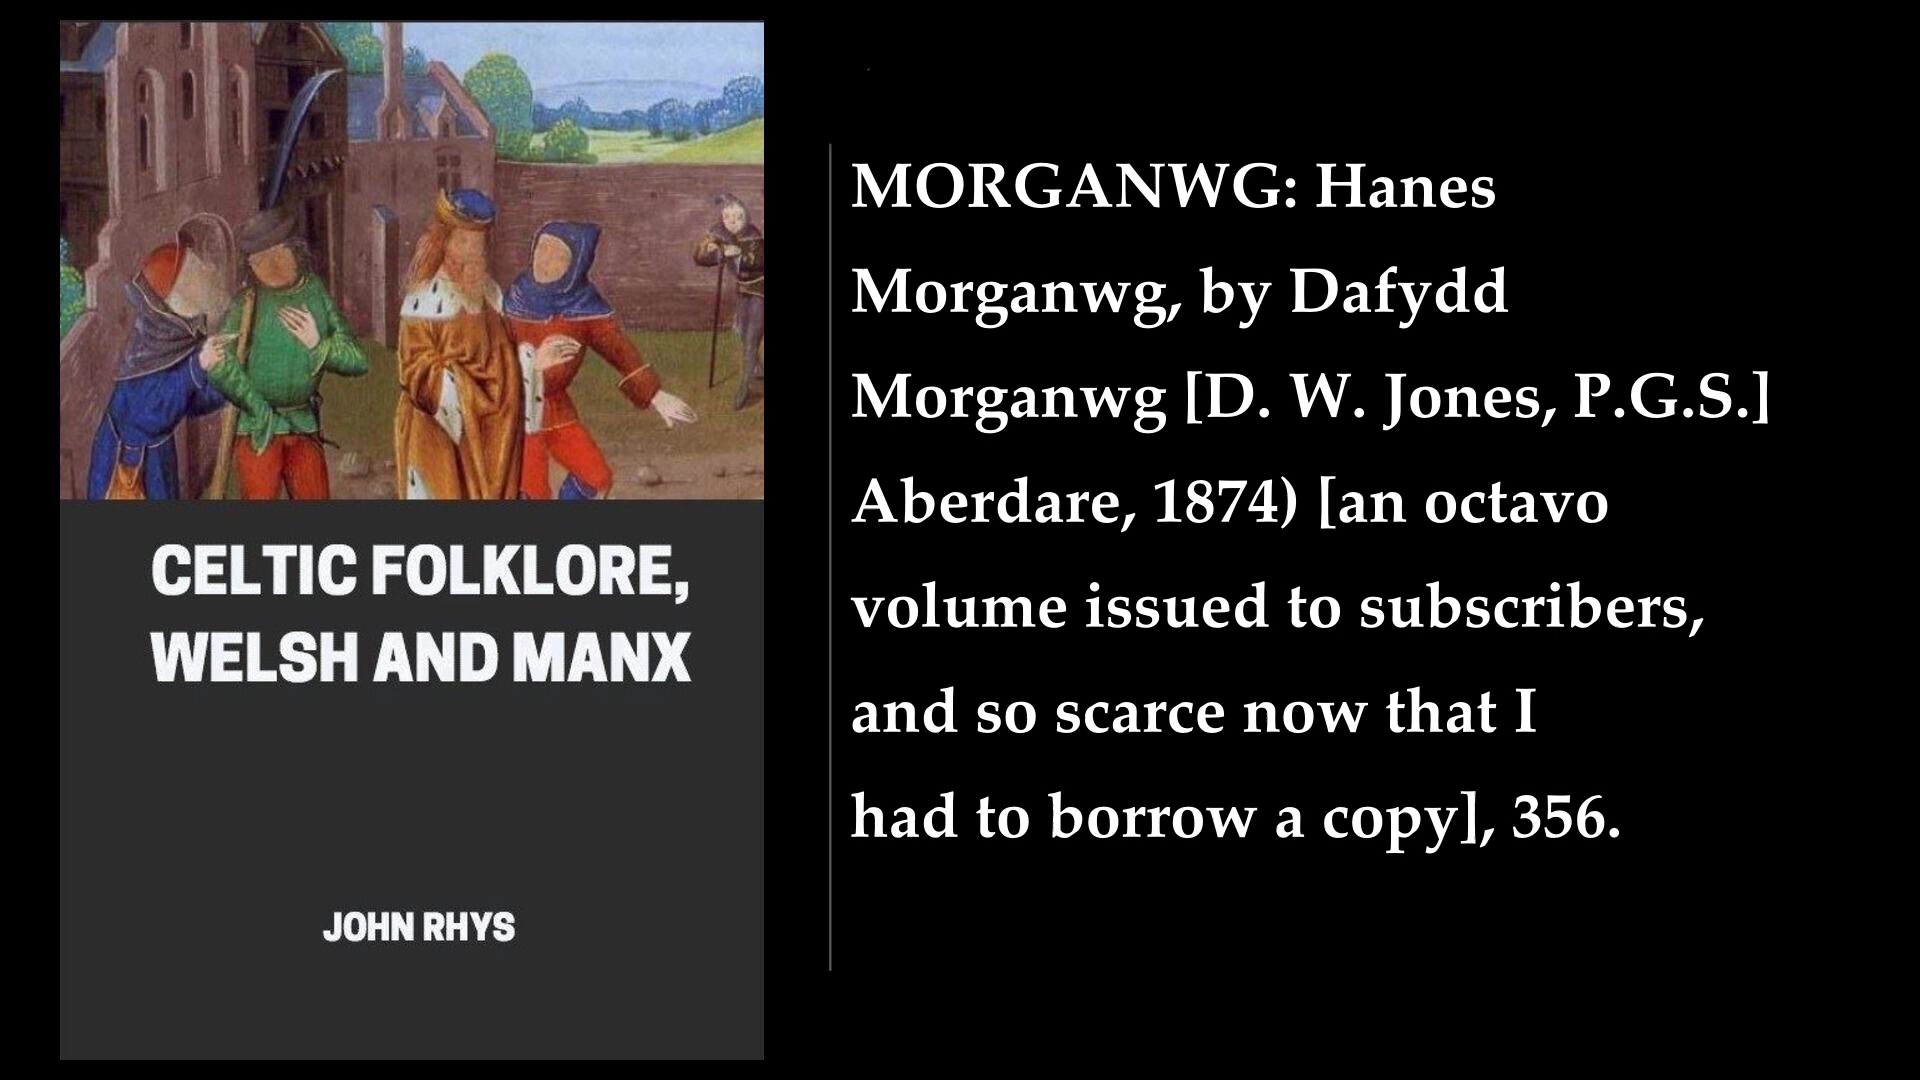 CELTIC FOLKLORE,
WELSH AND MANX
JOHN RHYS
MORGANWG: Hanes
Morganwg, by Dafydd
Morganwg [D. W. Jones, P.G.S.]
Aberdare, 1874) [an octavo
volume issued to subscribers,
and so scarce now that I
had to borrow a copy], 356.